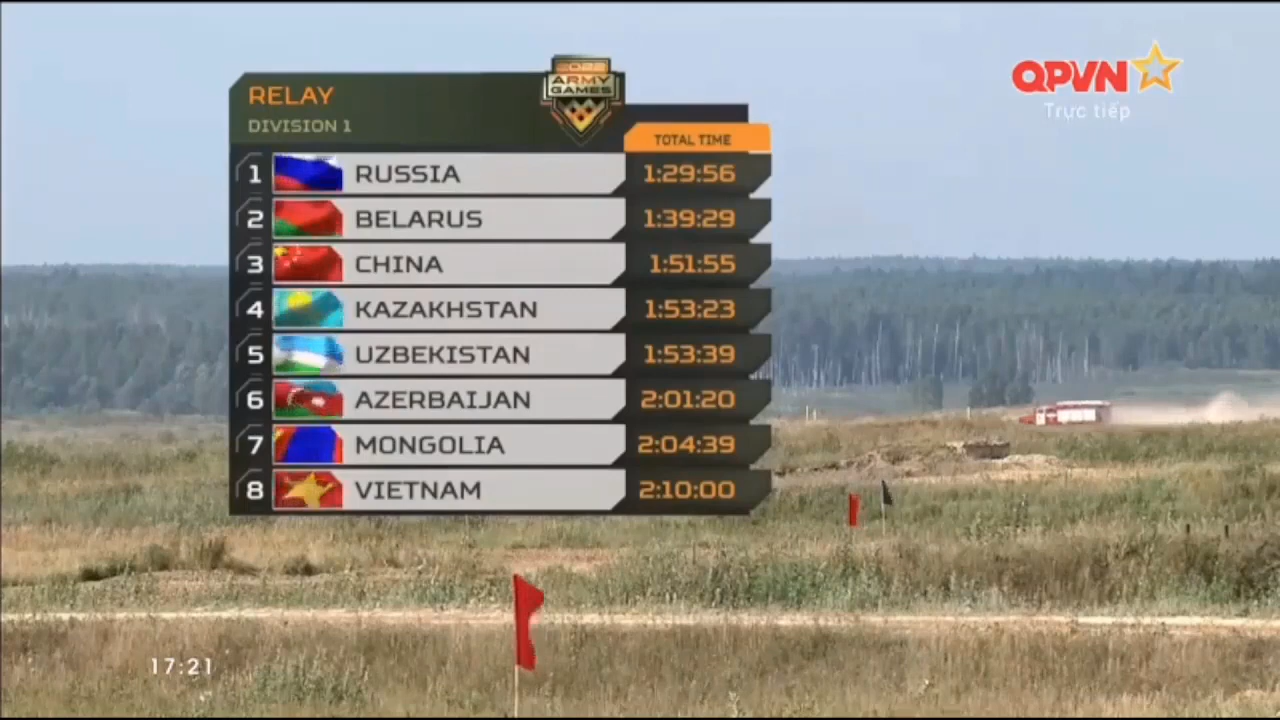 QPVN
Trực tiếp
2022
ARMY
GAMES
RELAY
DIVISION 1
TOTAL TIME
1 RUSSIA 1:29:56
2 BELARUS 1:39:29
3 CHINA 1:51:55
4 KAZAKHSTAN 1:53:23
5 UZBEKISTAN 1:53:39
6 AZERBAIJAN 2:01:20
7 MONGOLIA 2:04:39
8 VIETNAM 2:10:00
17:21